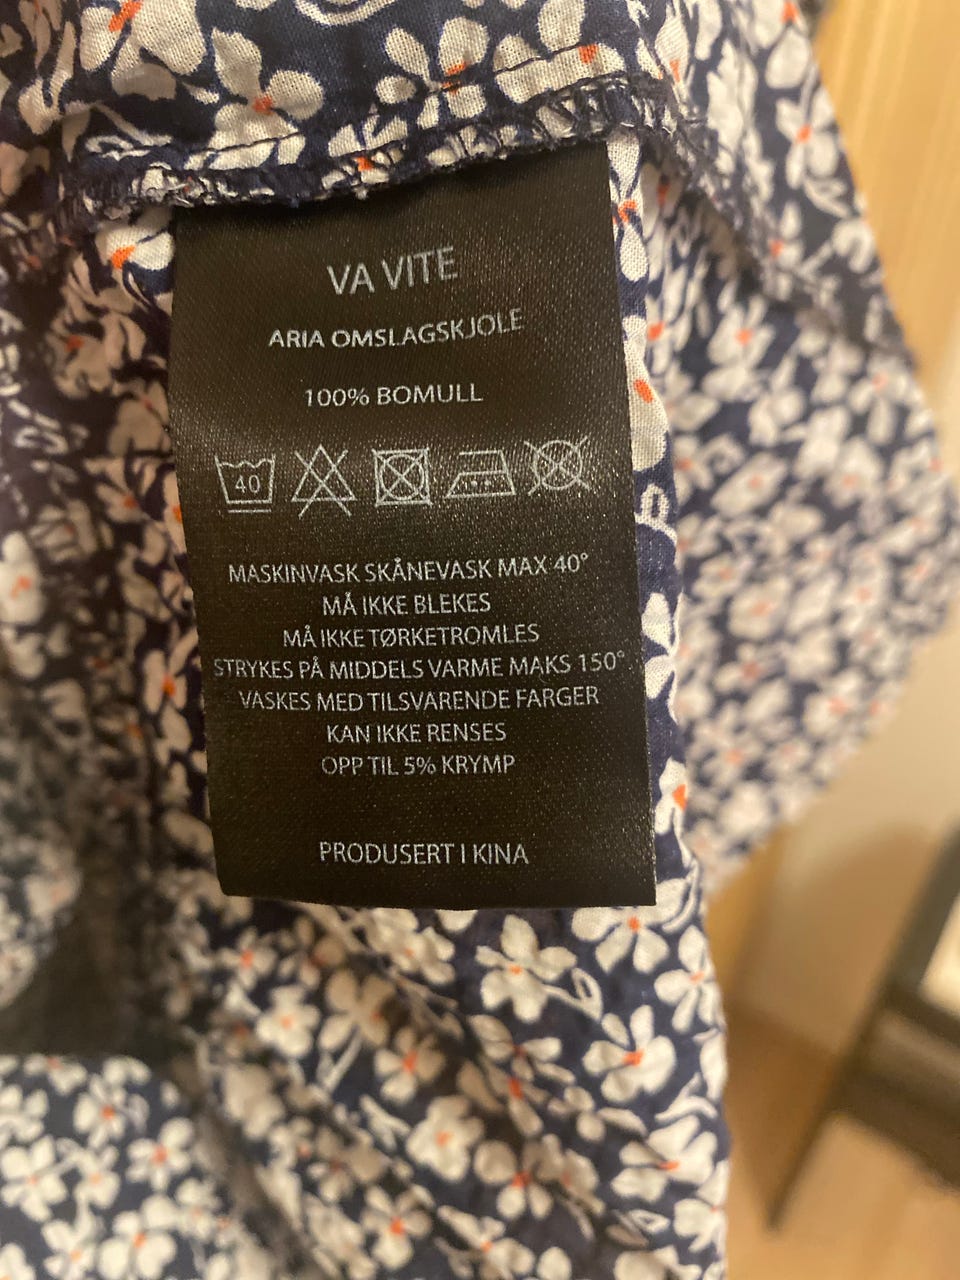 VA VITE
ARIA OMSLAGSKJOLE
100% BOMULL
40
MASKINVASK SKÅNEVASK MAX 40°
MÅ IKKE BLEKES
MÅ IKKE TØRKETROMLES
STRYKES PÅ MIDDELS VARME MAKS 150°
VASKES MED TILSVARENDE FARGER
KAN IKKE RENSES
OPP TIL 5% KRYMP
PRODUSERT I KINA